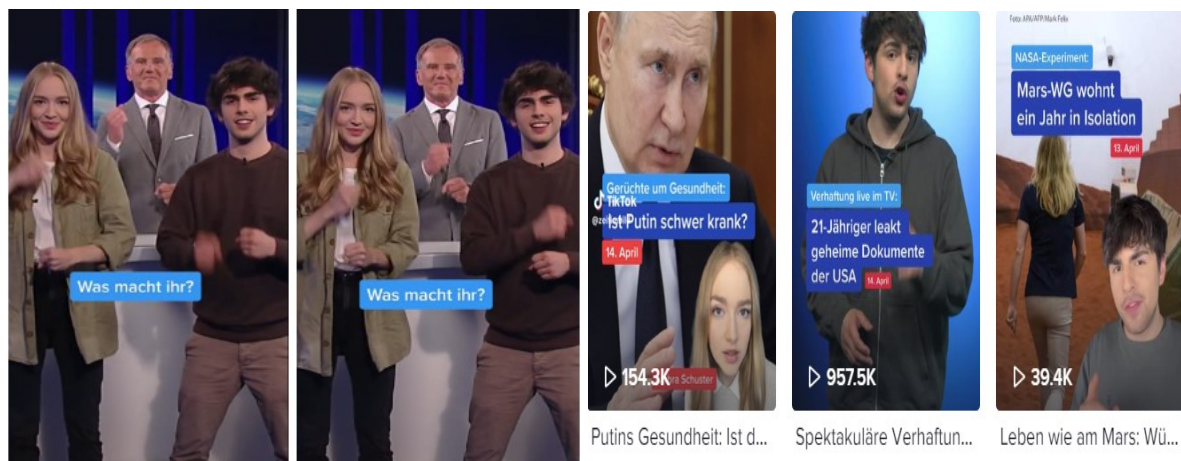 Was macht ihr?
Was macht ihr?
Gerüchte um Gesundheit:
TikTok
Ist Putin schwer krank?
14. April
154.3K
Schuster
Putins Gesundheit: Ist d...
Verhaftung live im TV:
21-Jähriger leakt
geheime Dokumente
der USA
14. April
957.5K
Spektakuläre Verhaftun...
Foto: APA/AFP/Mark Felix
NASA-Experiment:
Mars-WG wohnt
ein Jahr in Isolation
13. April
39.4K
Leben wie am Mars: Wü...